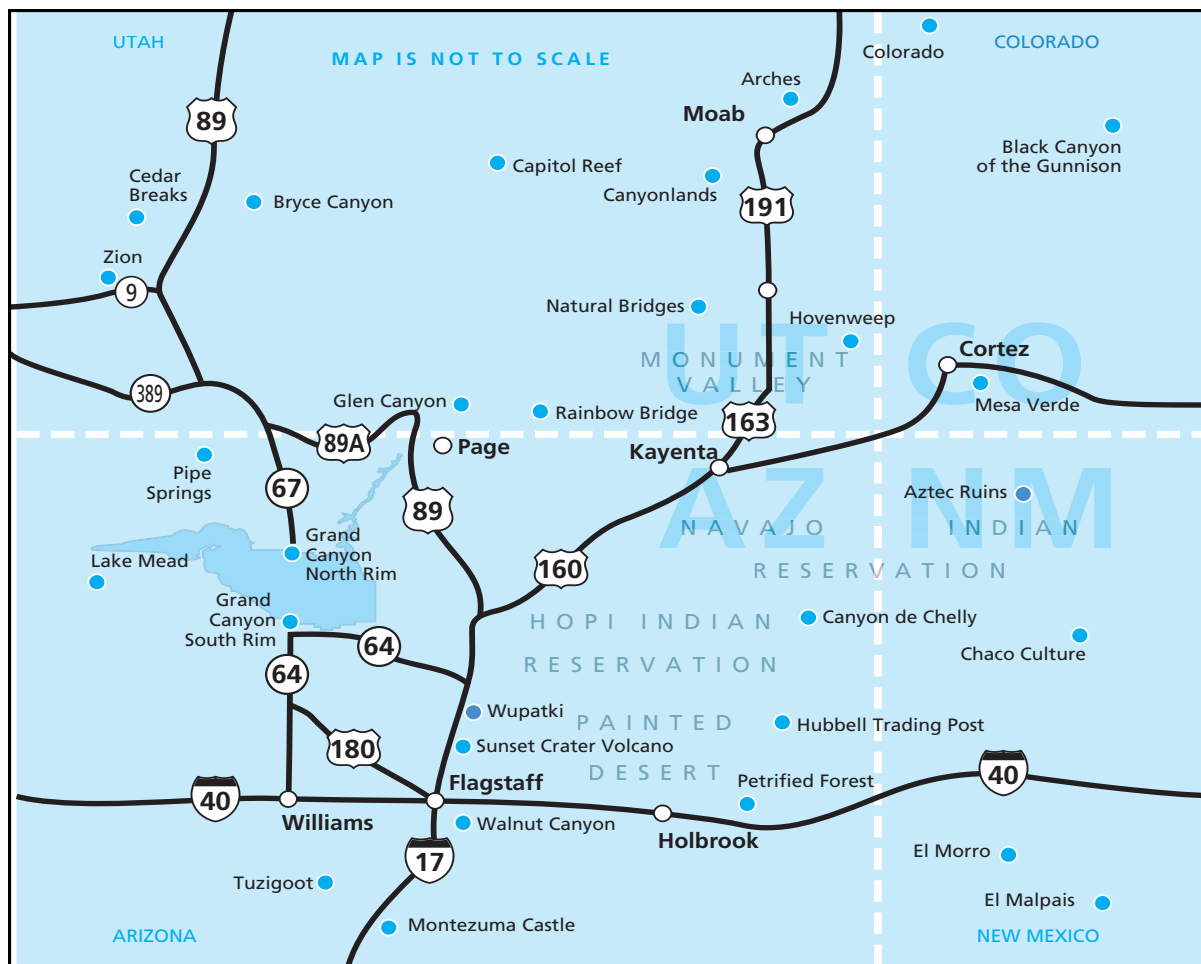 UTAH
MAP IS NOT TO SCALE
Colorado
COLORADO
Arches
Moab
89
Black Canyon
of the Gunnison
Cedar
Breaks
Capitol Reef
Canyonlands
Bryce Canyon
191
Zion
9
Natural Bridges
Hovenweep
UT CO
MONUMENT
VALLEY
Cortez
389
Mesa Verde
Glen Canyon
Rainbow Bridge
163
89A
Page
Kayenta
Pipe
Springs
67
AZ NM
Aztec Ruins
89
NAVAJO INDIAN
RESERVATION
Grand
Canyon
North Rim
Lake Mead
160
Grand
Canyon
South Rim
HOPI INDIAN
RESERVATION
Canyon de Chelly
64
64
Chaco Culture
Wupatki
PAINTED
DESERT
Hubbell Trading Post
180
Sunset Crater Volcano
Flagstaff
Petrified Forest
40
40
Williams
Walnut Canyon
Holbrook
17
El Morro
Tuzigoot
El Malpais
Montezuma Castle
ARIZONA
NEW MEXICO